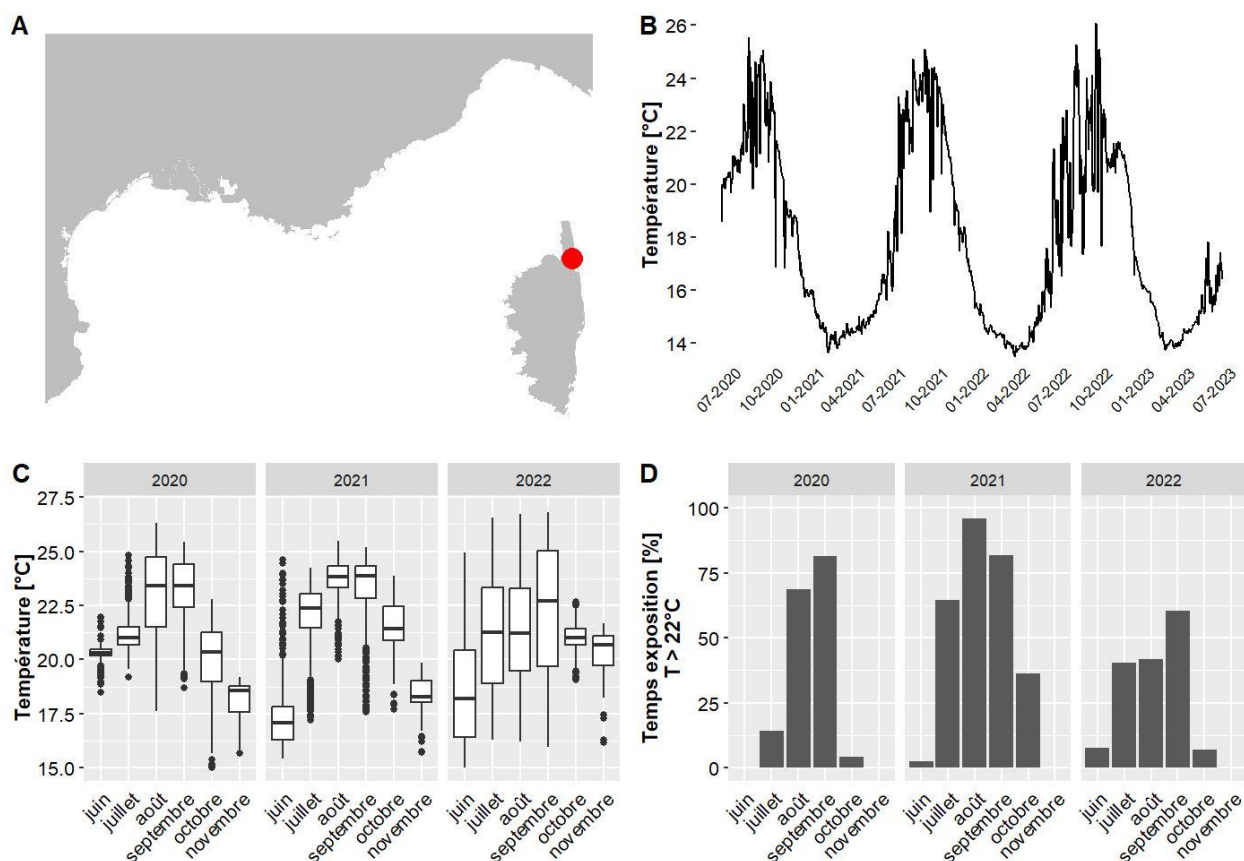 A
B
Température [°C]
26
24
22
20
18
16
14
07-2020
10-2020
01-2021
04-2021
07-2021
10-2021
01-2022
04-2022
07-2022
10-2022
01-2023
04-2023
07-2023
C
2020
2021
2022
Température [°C]
27.5
25.0
22.5
20.0
17.5
15.0
juin
juillet
août
septembre
octobre
novembre
juin
juillet
août
septembre
octobre
novembre
juin
juillet
août
septembre
octobre
novembre
D
2020
2021
2022
Temps exposition [%]
T > 22°C
100
75
50
25
0
juin
juillet
août
septembre
octobre
novembre
juin
juillet
août
septembre
octobre
novembre
juin
juillet
août
septembre
octobre
novembre